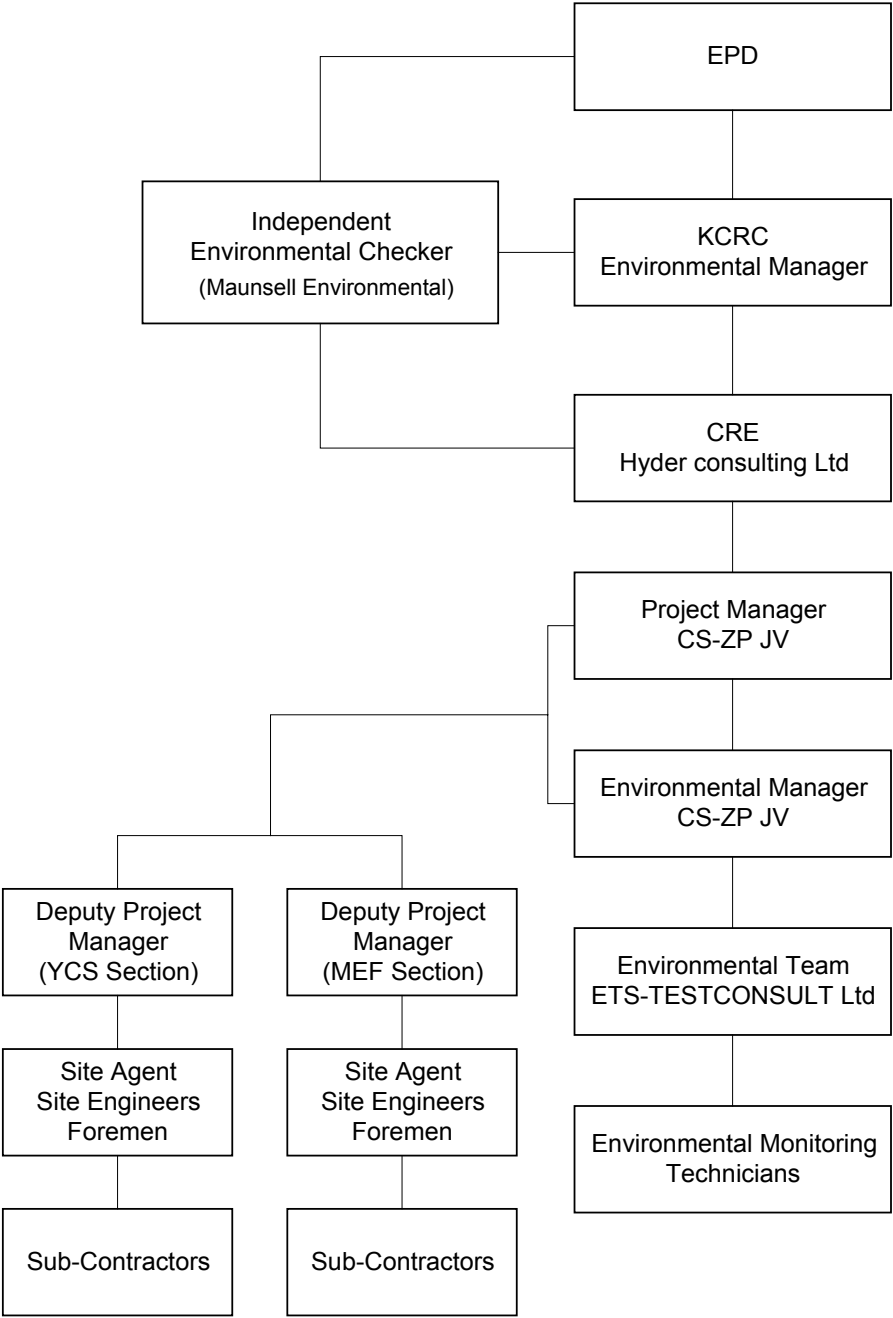 EPD
Independent
Environmental Checker
(Maunsell Environmental)
KCRC
Environmental Manager
CRE
Hyder consulting Ltd
Project Manager
CS-ZP JV
Environmental Manager
CS-ZP JV
Deputy Project
Manager
(YCS Section)
Deputy Project
Manager
(MEF Section)
Environmental Team
ETS-TESTCONSULT Ltd
Site Agent
Site Engineers
Foremen
Site Agent
Site Engineers
Foremen
Environmental Monitoring
Technicians
Sub-Contractors
Sub-Contractors